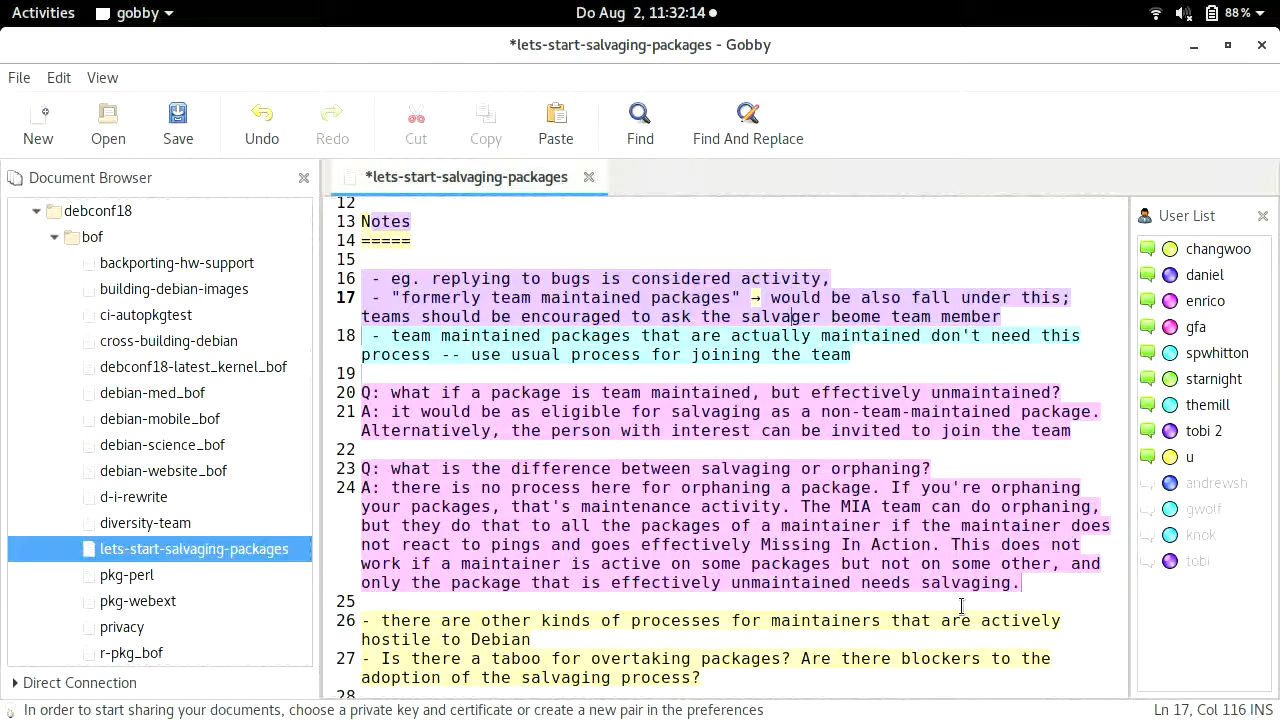 Activities gobby Do Aug 2, 11:32:14 88%
*lets-start-salvaging-packages - Gobby
File Edit View
New Open Save Undo Redo Cut Copy Paste Find Find And Replace
Document Browser
debconf18
bof
backporting-hw-support
building-debian-images
ci-autopkgtest
cross-building-debian
debconf18-latest_kernel_bof
debian-med_bof
debian-mobile_bof
debian-science_bof
debian-website_bof
d-i-rewrite
diversity-team
lets-start-salvaging-packages
pkg-perl
pkg-webext
privacy
r-pkg_bof
Direct Connection
*lets-start-salvaging-packages
12
13 Notes
14 =====
15
16 - eg. replying to bugs is considered activity,
17 - "formerly team maintained packages" → would be also fall under this;
teams should be encouraged to ask the salvager beome team member
18 - team maintained packages that are actually maintained don't need this
process -- use usual process for joining the team
19
20 Q: what if a package is team maintained, but effectively unmaintained?
21 A: it would be as eligible for salvaging as a non-team-maintained package.
Alternatively, the person with interest can be invited to join the team
22
23 Q: what is the difference between salvaging or orphaning?
24 A: there is no process here for orphaning a package. If you're orphaning
your packages, that's maintenance activity. The MIA team can do orphaning,
but they do that to all the packages of a maintainer if the maintainer does
not react to pings and goes effectively Missing In Action. This does not
work if a maintainer is active on some packages but not on some other, and
only the package that is effectively unmaintained needs salvaging.
25
26 - there are other kinds of processes for maintainers that are actively
hostile to Debian
27 - Is there a taboo for overtaking packages? Are there blockers to the
adoption of the salvaging process?
28
User List
changwoo
daniel
enrico
gfa
spwhitton
starnight
themill
tobi 2
u
andrewsh
gwolf
knok
tobi
In order to start sharing your documents, choose a private key and certificate or create a new pair in the preferences
Ln 17, Col 116 INS